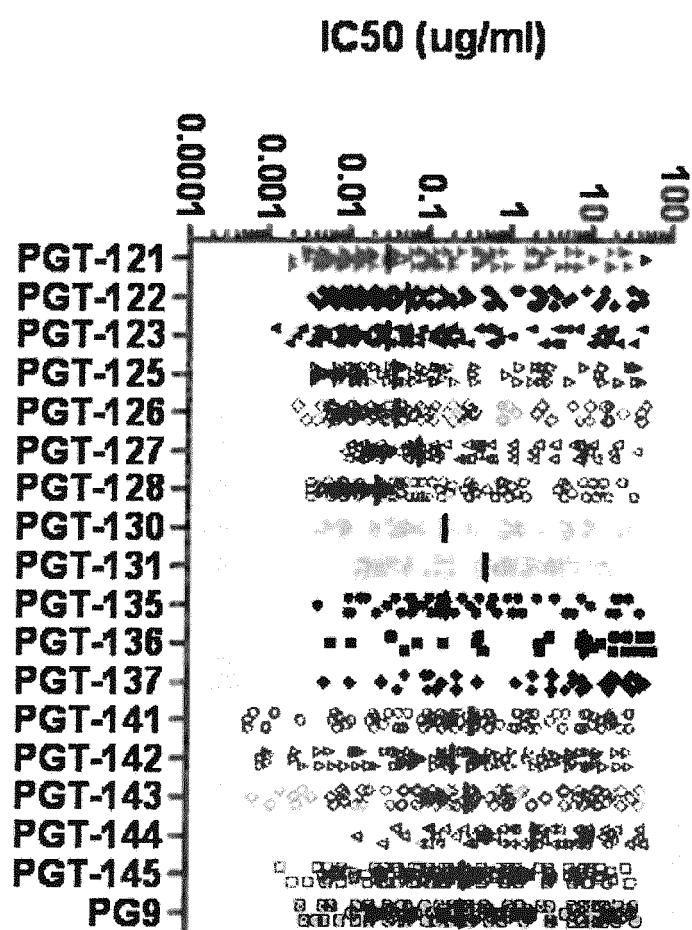 IC50 (ug/ml)
0.0001
0.001
0.01
0.1
1
10
100
PGT-121
PGT-122
PGT-123
PGT-125
PGT-126
PGT-127
PGT-128
PGT-130
PGT-131
PGT-135
PGT-136
PGT-137
PGT-141
PGT-142
PGT-143
PGT-144
PGT-145
PG9